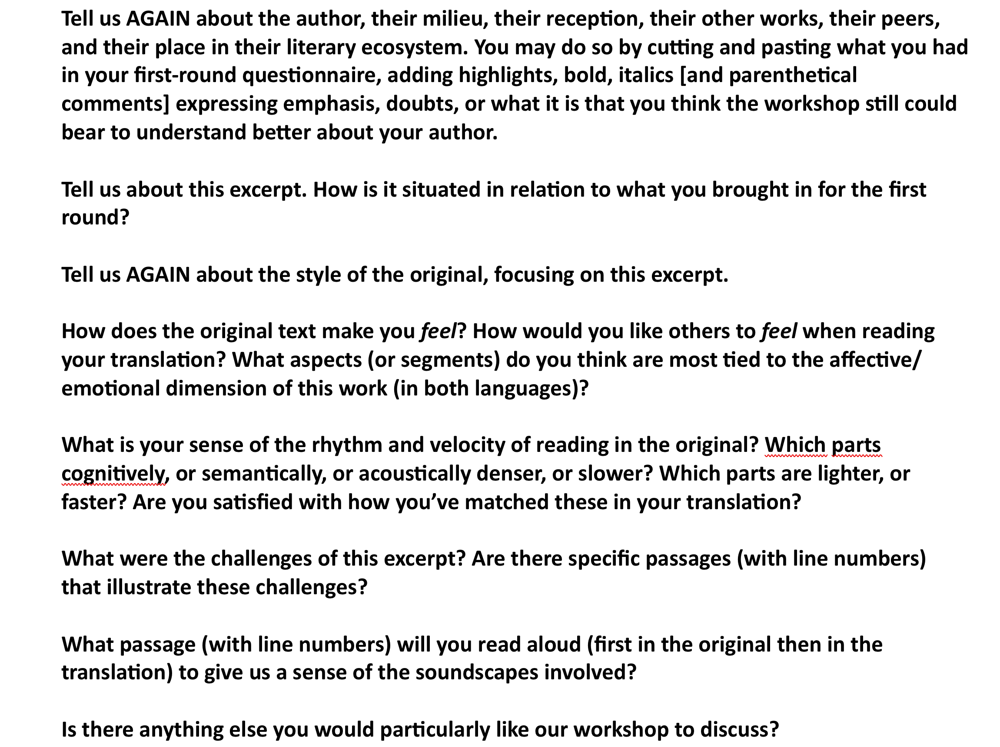 Tell us AGAIN about the author, their milieu, their reception, their other works, their peers,
and their place in their literary ecosystem. You may do so by cutting and pasting what you had
in your first-round questionnaire, adding highlights, bold, italics [and parenthetical
comments] expressing emphasis, doubts, or what it is that you think the workshop still could
bear to understand better about your author.
Tell us about this excerpt. How is it situated in relation to what you brought in for the first
round?
Tell us AGAIN about the style of the original, focusing on this excerpt.
How does the original text make you feel? How would you like others to feel when reading
your translation? What aspects (or segments) do you think are most tied to the affective/
emotional dimension of this work (in both languages)?
What is your sense of the rhythm and velocity of reading in the original? Which parts
cognitively, or semantically, or acoustically denser, or slower? Which parts are lighter, or
faster? Are you satisfied with how you’ve matched these in your translation?
What were the challenges of this excerpt? Are there specific passages (with line numbers)
that illustrate these challenges?
What passage (with line numbers) will you read aloud (first in the original then in the
translation) to give us a sense of the soundscapes involved?
Is there anything else you would particularly like our workshop to discuss?